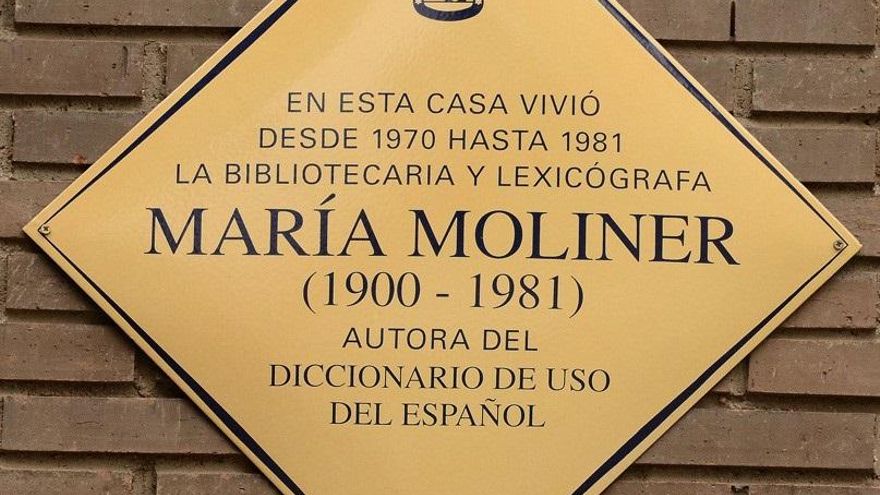 EN ESTA CASA VIVIÓ
DESDE 1970 HASTA 1981
LA BIBLIOTECARIA Y LEXICÓGRAFA
MARÍA MOLINER
(1900 - 1981)
AUTORA DEL
DICCIONARIO DE USO
DEL ESPAÑOL